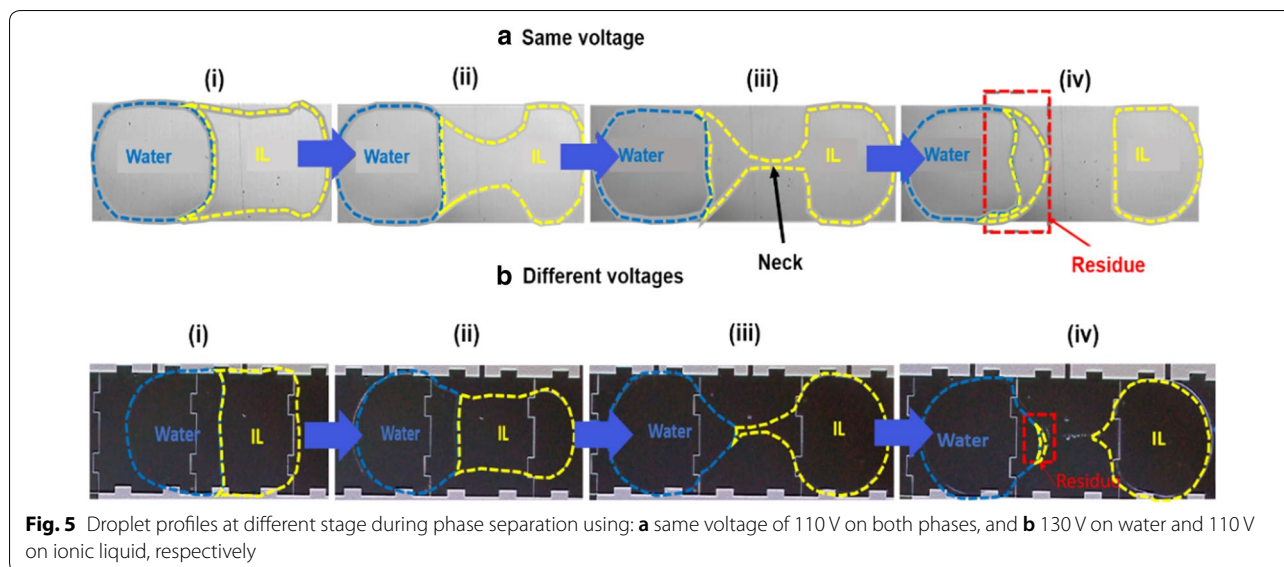 a Same voltage
(i) (ii) (iii) (iv)
Water IL Water IL Water IL Water IL
Neck
Residue
b Different voltages
(i) (ii) (iii) (iv)
Water IL Water IL Water IL Water IL
Residue
Fig. 5 Droplet profiles at different stage during phase separation using: a same voltage of 110 V on both phases, and b 130 V on water and 110 V
on ionic liquid, respectively